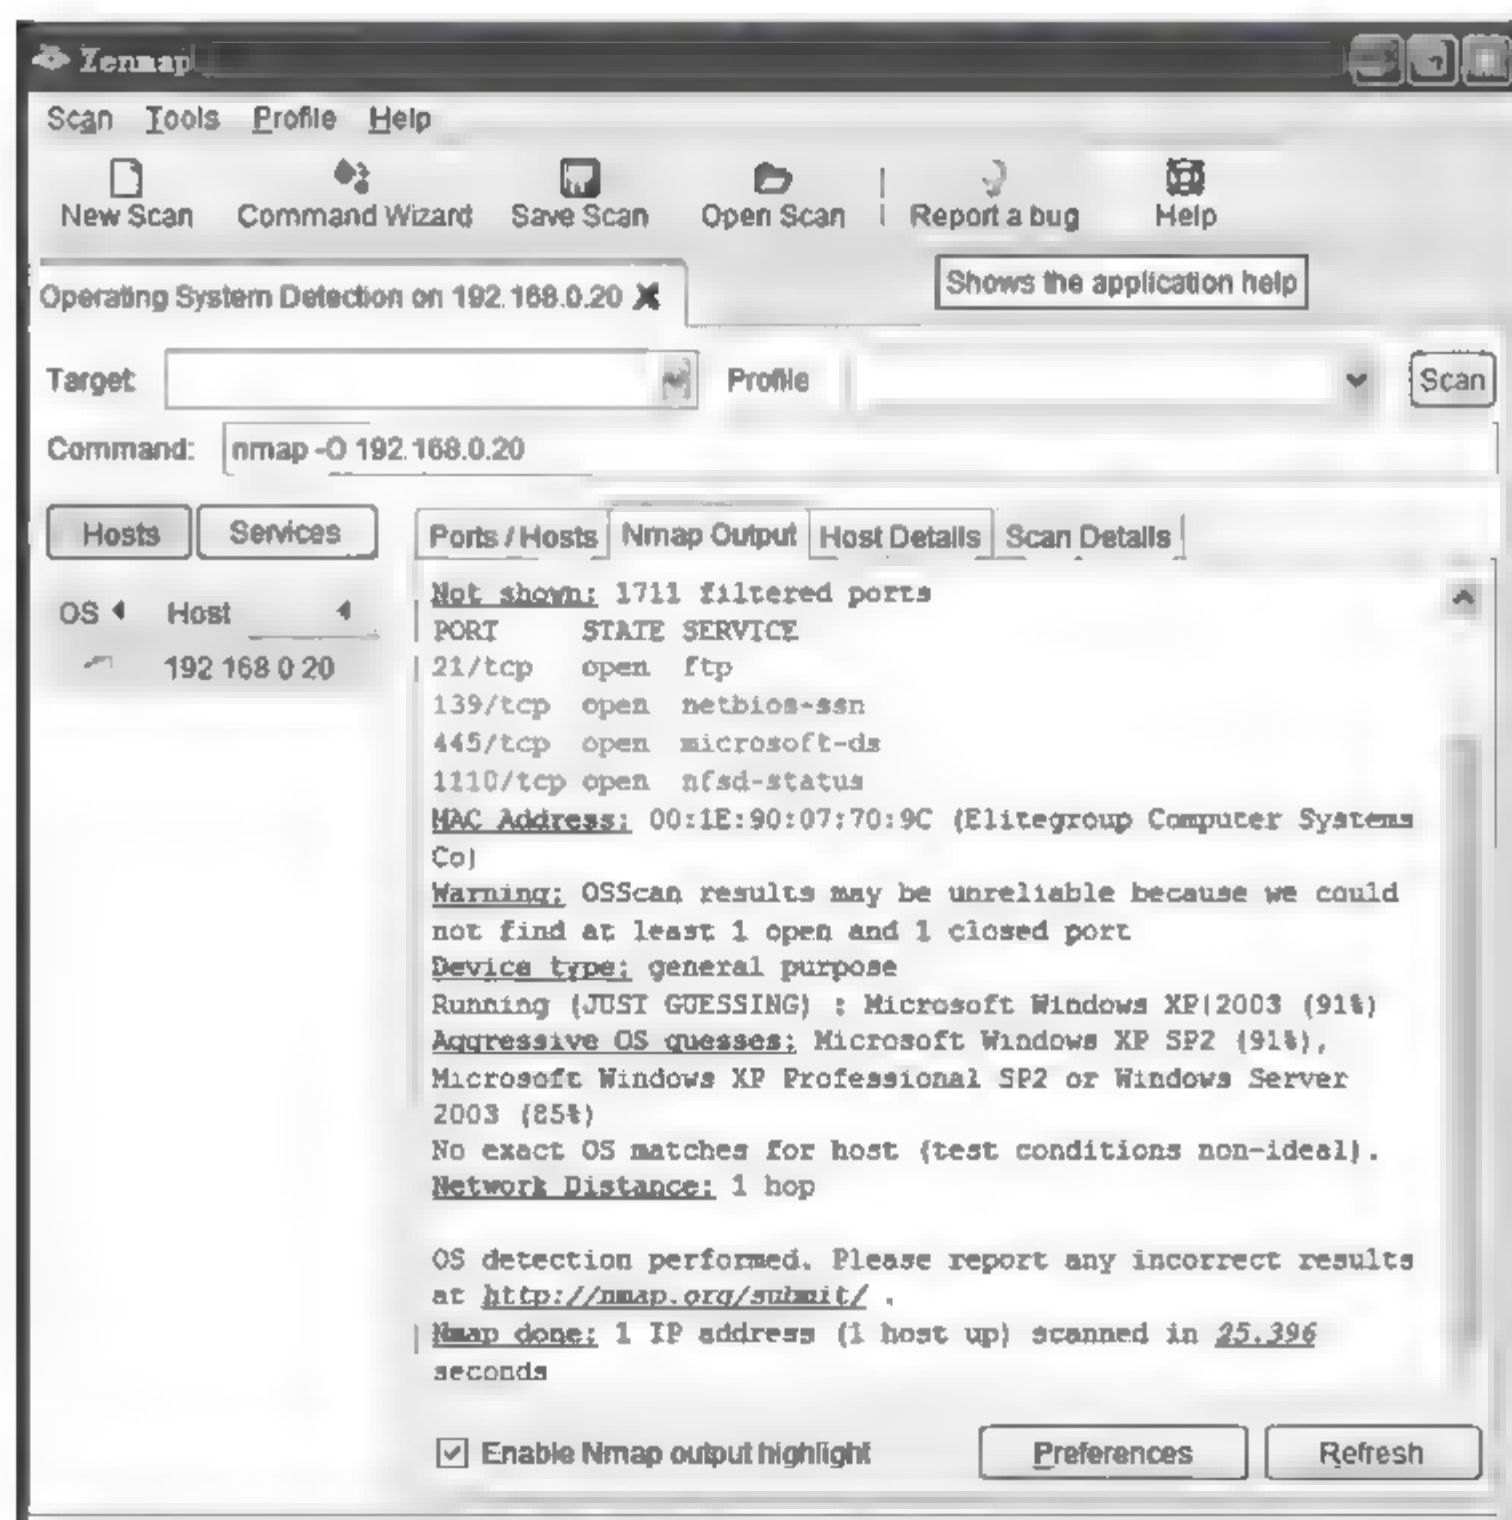 Zenmap
Scan Tools Profile Help
New Scan Command Wizard Save Scan Open Scan Report a bug Help
Shows the application help
Operating System Detection on 192.168.0.20
Target: Profile Scan
Command: nmap -O 192.168.0.20
Hosts Services Ports / Hosts Nmap Output Host Details Scan Details
OS Host
192.168.0.20
Not shown: 1711 filtered ports
PORT STATE SERVICE
21/tcp open ftp
139/tcp open netbios-ssn
445/tcp open microsoft-ds
1110/tcp open nfsd-status
MAC Address: 00:1E:90:07:70:9C (Elitegroup Computer Systems
Co)
Warning: OSScan results may be unreliable because we could
not find at least 1 open and 1 closed port
Device type: general purpose
Running (JUST GUESSING) : Microsoft Windows XP|2003 (91%)
Aggressive OS guesses: Microsoft Windows XP SP2 (91%),
Microsoft Windows XP Professional SP2 or Windows Server
2003 (85%)
No exact OS matches for host (test conditions non-ideal).
Network Distance: 1 hop
OS detection performed. Please report any incorrect results
at http://nmap.org/submit/ .
Nmap done: 1 IP address (1 host up) scanned in 25.396
seconds
Enable Nmap output highlight Preferences Refresh